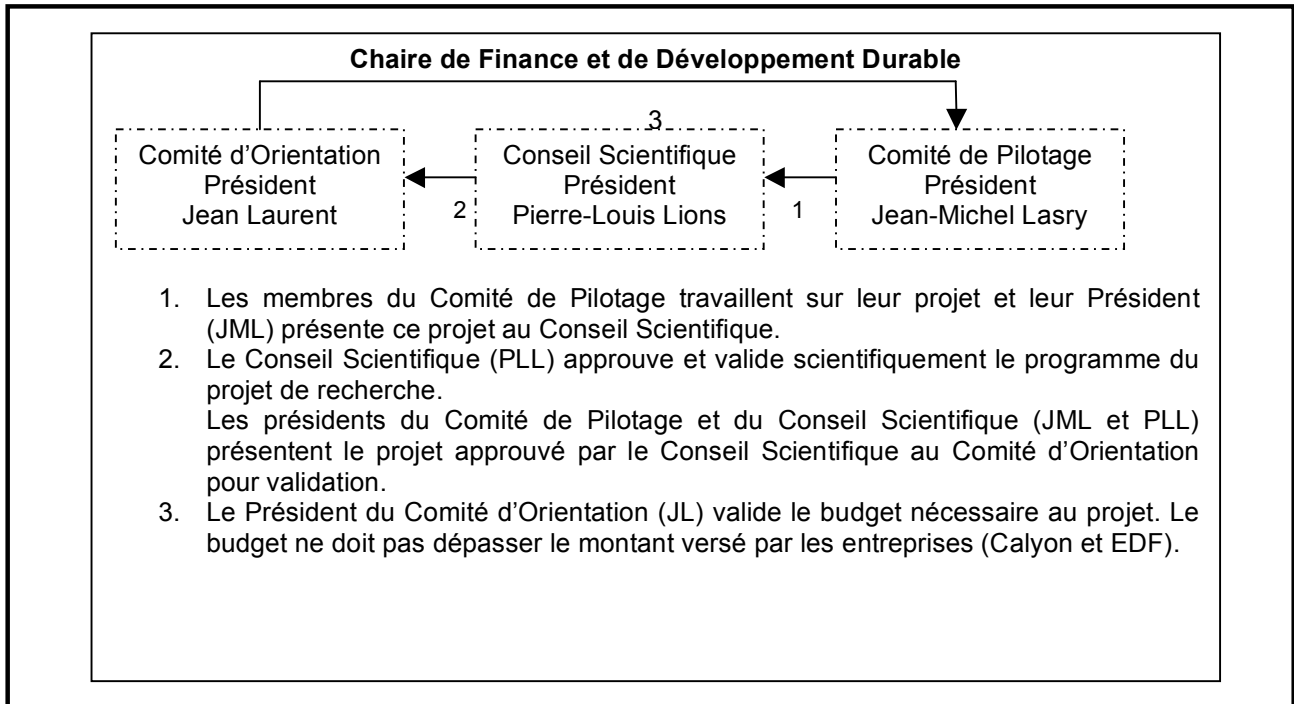 Chaire de Finance et de Développement Durable
3
Comité d’Orientation
Président
Jean Laurent
2
Conseil Scientifique
Président
Pierre-Louis Lions
1
Comité de Pilotage
Président
Jean-Michel Lasry
1. Les membres du Comité de Pilotage travaillent sur leur projet et leur Président
(JML) présente ce projet au Conseil Scientifique.
2. Le Conseil Scientifique (PLL) approuve et valide scientifiquement le programme du
projet de recherche.
Les présidents du Comité de Pilotage et du Conseil Scientifique (JML et PLL)
présentent le projet approuvé par le Conseil Scientifique au Comité d’Orientation
pour validation.
3. Le Président du Comité d’Orientation (JL) valide le budget nécessaire au projet. Le
budget ne doit pas dépasser le montant versé par les entreprises (Calyon et EDF).